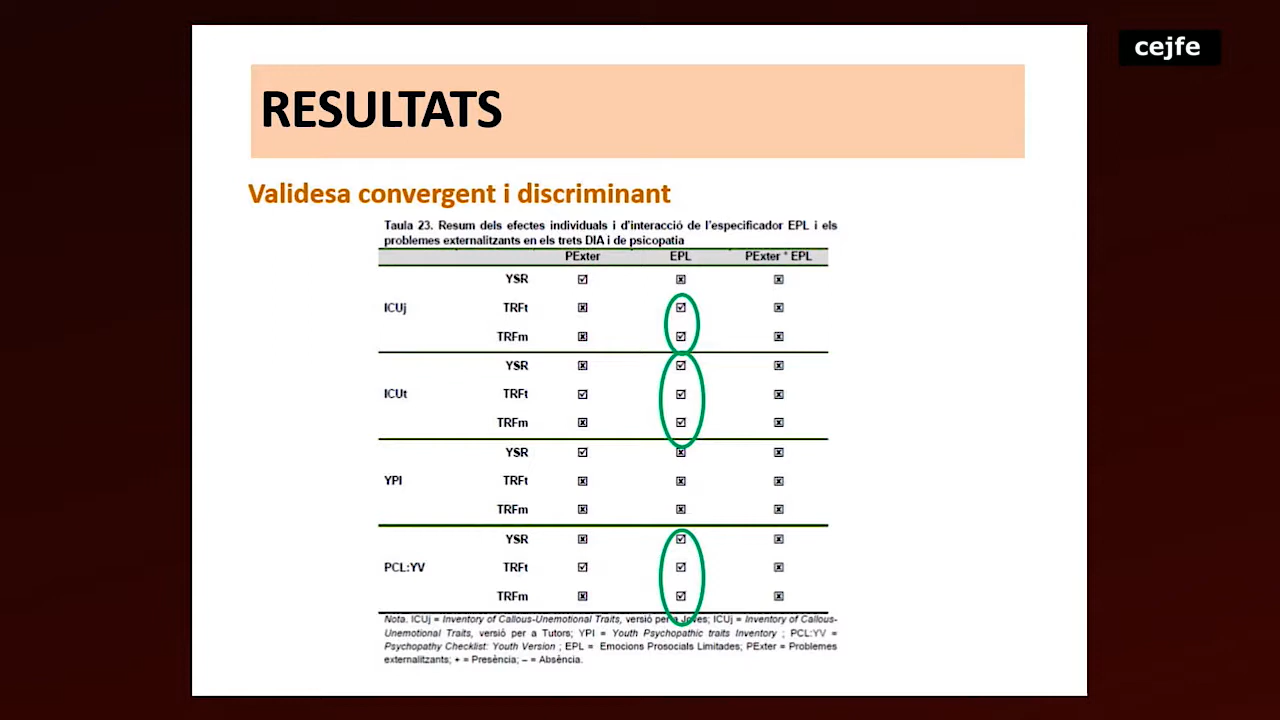 cejfe
RESULTATS
Validesa convergent i discriminant
Taula 23. Resum dels efectes individuals i d'interacció de l'especificador EPL i els
problemes externalitzants en els trets DIA i de psicopatia
PExter EPL PExter * EPL
YSR ☑ ☒ ☒
ICUj TRFt ☒ ☑ ☒
TRFm ☒ ☑ ☒
YSR ☒ ☑ ☒
ICUt TRFt ☑ ☑ ☒
TRFm ☒ ☑ ☒
YSR ☑ ☒ ☒
YPI TRFt ☒ ☒ ☒
TRFm ☒ ☒ ☒
YSR ☒ ☑ ☒
PCL:YV TRFt ☑ ☑ ☒
TRFm ☒ ☑ ☒
Nota. ICUj = Inventory of Callous-Unemotional Traits, versió per a Joves; ICUj = Inventory of Callous-
Unemotional Traits, versió per a Tutors; YPI = Youth Psychopathic traits Inventory ; PCL:YV =
Psychopathy Checklist: Youth Version ; EPL = Emocions Prosocials Limitades; PExter = Problemes
externalitzants; + = Presència; – = Absència.